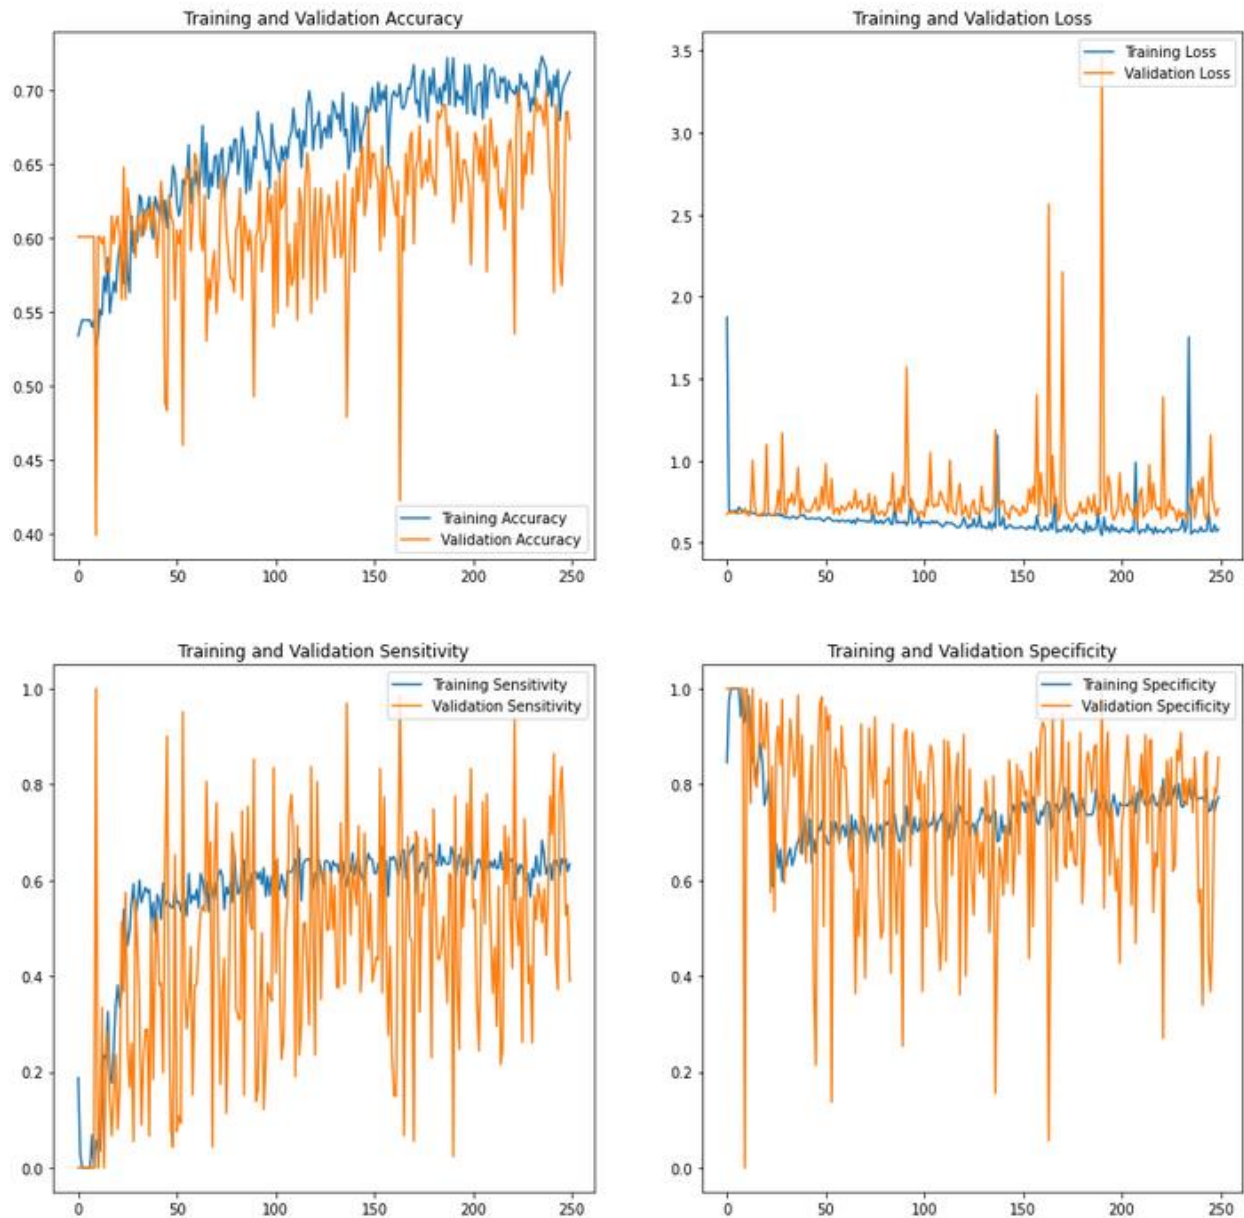 Training and Validation Accuracy
0.70
0.65
0.60
0.55
0.50
0.45
0.40
Training Accuracy
Validation Accuracy
0 50 100 150 200 250
Training and Validation Loss
3.5
3.0
2.5
2.0
1.5
1.0
0.5
Training Loss
Validation Loss
0 50 100 150 200 250
Training and Validation Sensitivity
1.0
0.8
0.6
0.4
0.2
0.0
Training Sensitivity
Validation Sensitivity
0 50 100 150 200 250
Training and Validation Specificity
1.0
0.8
0.6
0.4
0.2
0.0
Training Specificity
Validation Specificity
0 50 100 150 200 250